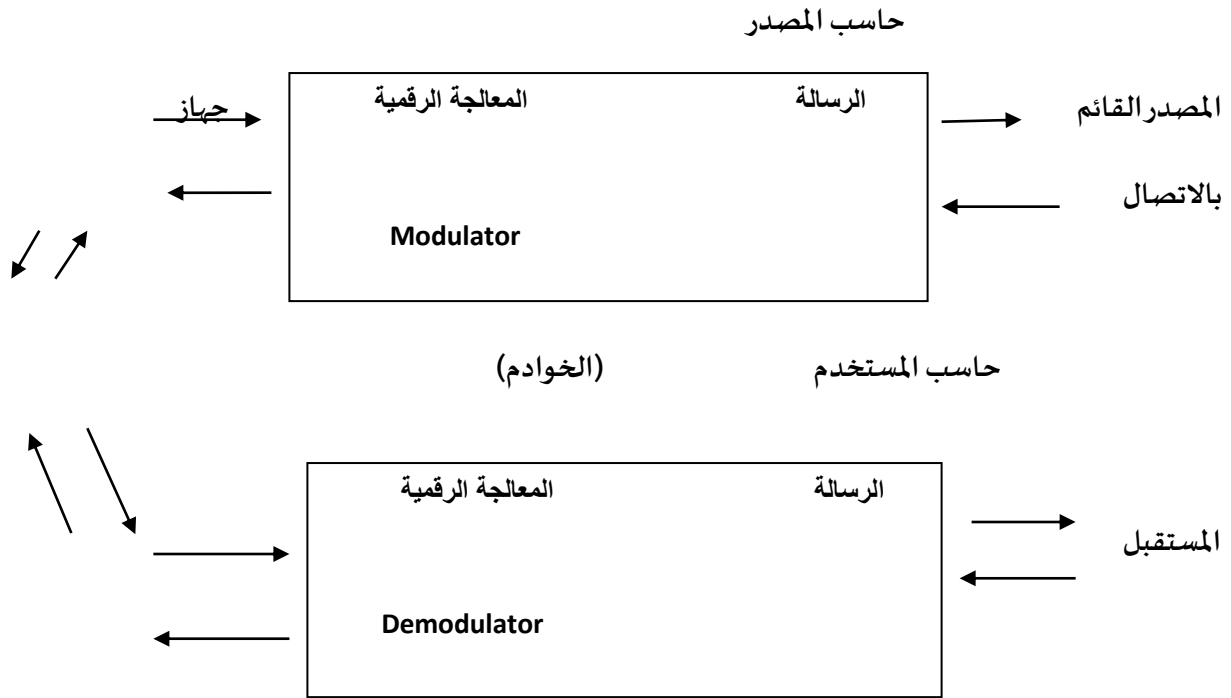 حاسب المصدر
الرسالة المعالجة الرقمية
المصدر القائم جهاز
بالاتصال
Modulator
حاسب المستخدم (الخوادم)
الرسالة المعالجة الرقمية
المستقبل
Demodulator